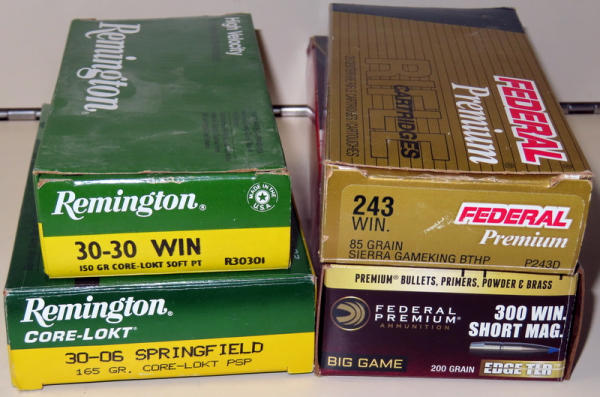 High Velocity
Remington®
Remington®
MADE IN THE
U.S.A.
30-30 WIN
150 GR CORE-LOKT SOFT PT R30301
Remington®
CORE-LOKT®
30-06 SPRINGFIELD
165 GR. CORE-LOKT PSP
RIFLE
CARTRIDGES
FEDERAL
Premium
243
WIN.
85 GRAIN
SIERRA GAMEKING BTHP
FEDERAL
Premium
P243D
PREMIUM® BULLETS, PRIMERS, POWDER & BRASS
FEDERAL
PREMIUM®
AMMUNITION
300 WIN.
SHORT MAG.
BIG GAME
200 GRAIN EDGE TLR